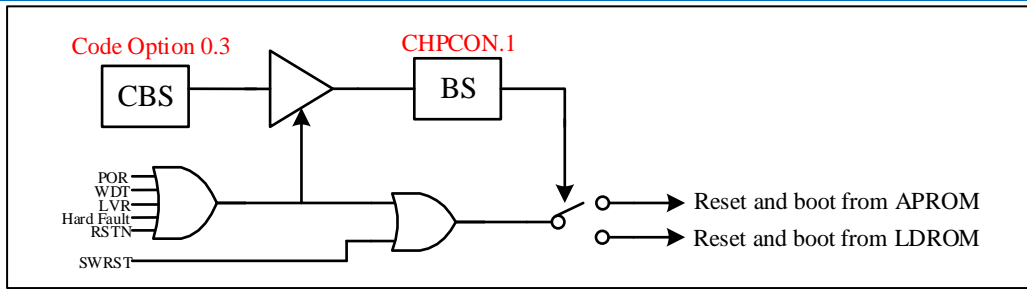 Code Option 0.3
CHPCON.1
CBS
BS
POR
WDT
LVR
Hard Fault
RSTN
SWRST
Reset and boot from APROM
Reset and boot from LDROM